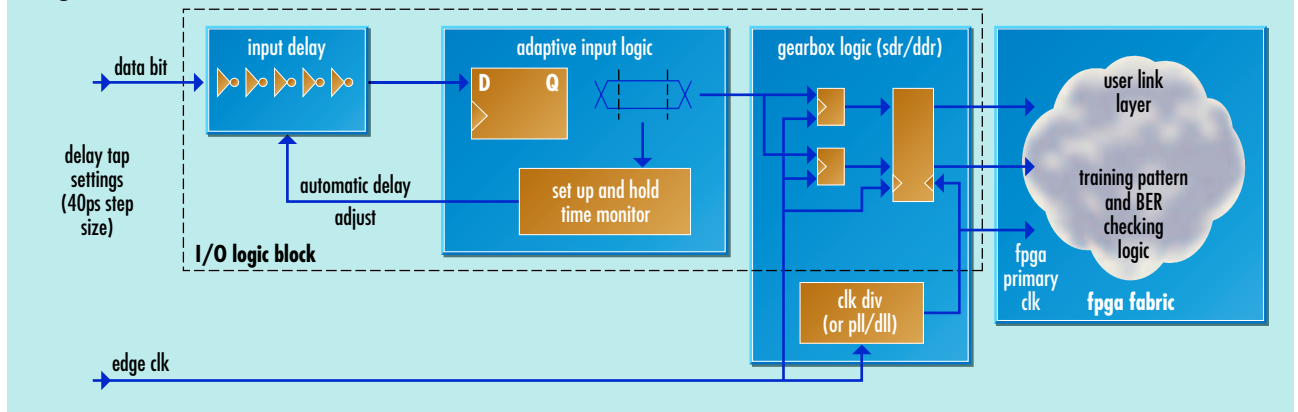 input delay
adaptive input logic
gearbox logic (sdr/ddr)
data bit
D
Q
user link
layer
delay tap
settings
(40ps step
size)
automatic delay
adjust
set up and hold
time monitor
training pattern
and BER
checking
logic
I/O logic block
fpga
primary
clk
fpga fabric
clk div
(or pll/dll)
edge clk